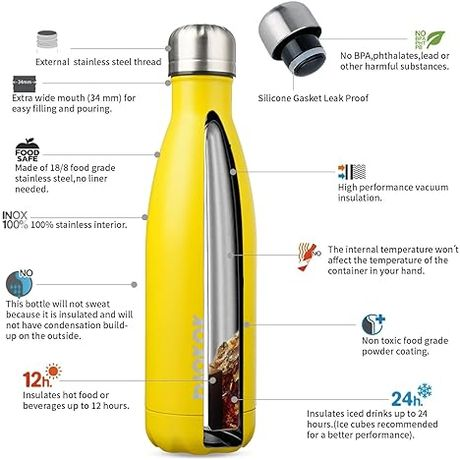 External stainless steel thread
NO
No BPA,phthalates,lead or
other harmful substances.
34mm
Extra wide mouth (34 mm) for
easy filling and pouring.
Silicone Gasket Leak Proof
FOOD
SAFE
Made of 18/8 food grade
stainless steel,no liner
needed.
High performance vacuum
insulation.
INOX
100% 100% stainless interior.
NO
The internal temperature won't
affect the temperature of the
container in your hand.
NO
This bottle will not sweat
because it is insulated and will
not have condensation build-
up on the outside.
Non toxic food grade
powder coating.
12h.
Insulates hot food or
beverages up to 12 hours.
24h.
Insulates iced drinks up to 24
hours.(Ice cubes recommended
for a better performance).